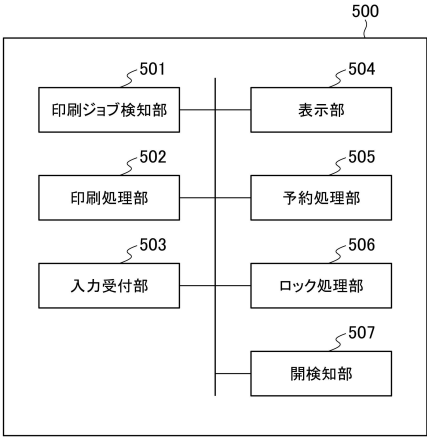 500
501
印刷ジョブ検知部
504
表示部
502
印刷処理部
505
予約処理部
503
入力受付部
506
ロック処理部
507
開検知部